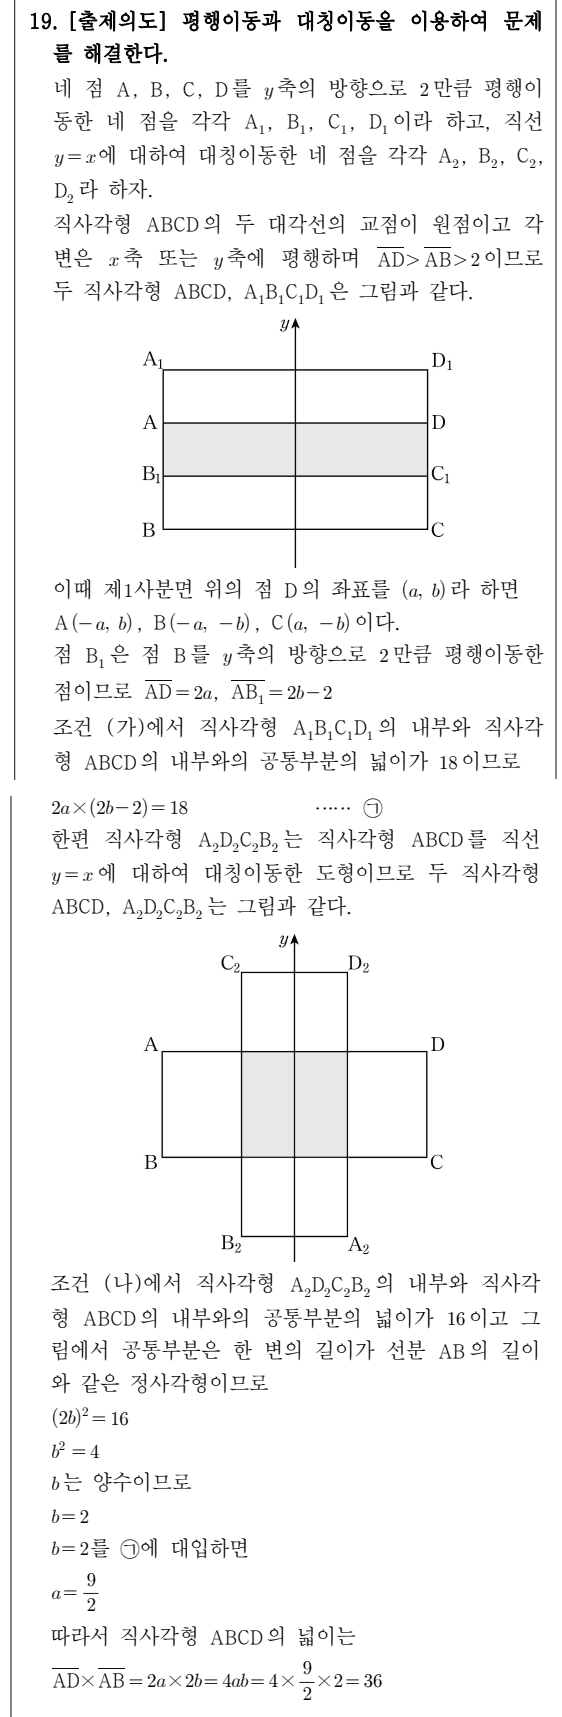 19. [출제의도] 평행이동과 대칭이동을 이용하여 문제
를 해결한다.
네 점 A, B, C, D를 y축의 방향으로 2만큼 평행이
동한 네 점을 각각 A₁, B₁, C₁, D₁이라 하고, 직선
y=x에 대하여 대칭이동한 네 점을 각각 A₂, B₂, C₂,
D₂라 하자.
직사각형 ABCD의 두 대각선의 교점이 원점이고 각
변은 x축 또는 y축에 평행하며 A̅D̅>A̅B̅>2이므로
두 직사각형 ABCD, A₁B₁C₁D₁은 그림과 같다.
y
A₁ D₁
A D
B₁ C₁
B C
이때 제1사분면 위의 점 D의 좌표를 (a, b)라 하면
A(-a, b), B(-a, -b), C(a, -b)이다.
점 B₁은 점 B를 y축의 방향으로 2만큼 평행이동한
점이므로 A̅D̅=2a, A̅B̅₁̅=2b-2
조건 (가)에서 직사각형 A₁B₁C₁D₁의 내부와 직사각
형 ABCD의 내부와의 공통부분의 넓이가 18이므로
2a×(2b-2)=18 …… ㉠
한편 직사각형 A₂D₂C₂B₂는 직사각형 ABCD를 직선
y=x에 대하여 대칭이동한 도형이므로 두 직사각형
ABCD, A₂D₂C₂B₂는 그림과 같다.
y
C₂ D₂
A D
B C
B₂ A₂
조건 (나)에서 직사각형 A₂D₂C₂B₂의 내부와 직사각
형 ABCD의 내부와의 공통부분의 넓이가 16이고 그
림에서 공통부분은 한 변의 길이가 선분 AB의 길이
와 같은 정사각형이므로
(2b)²=16
b²=4
b는 양수이므로
b=2
b=2를 ㉠에 대입하면
a=9/2
따라서 직사각형 ABCD의 넓이는
A̅D̅×A̅B̅=2a×2b=4ab=4×9/2×2=36